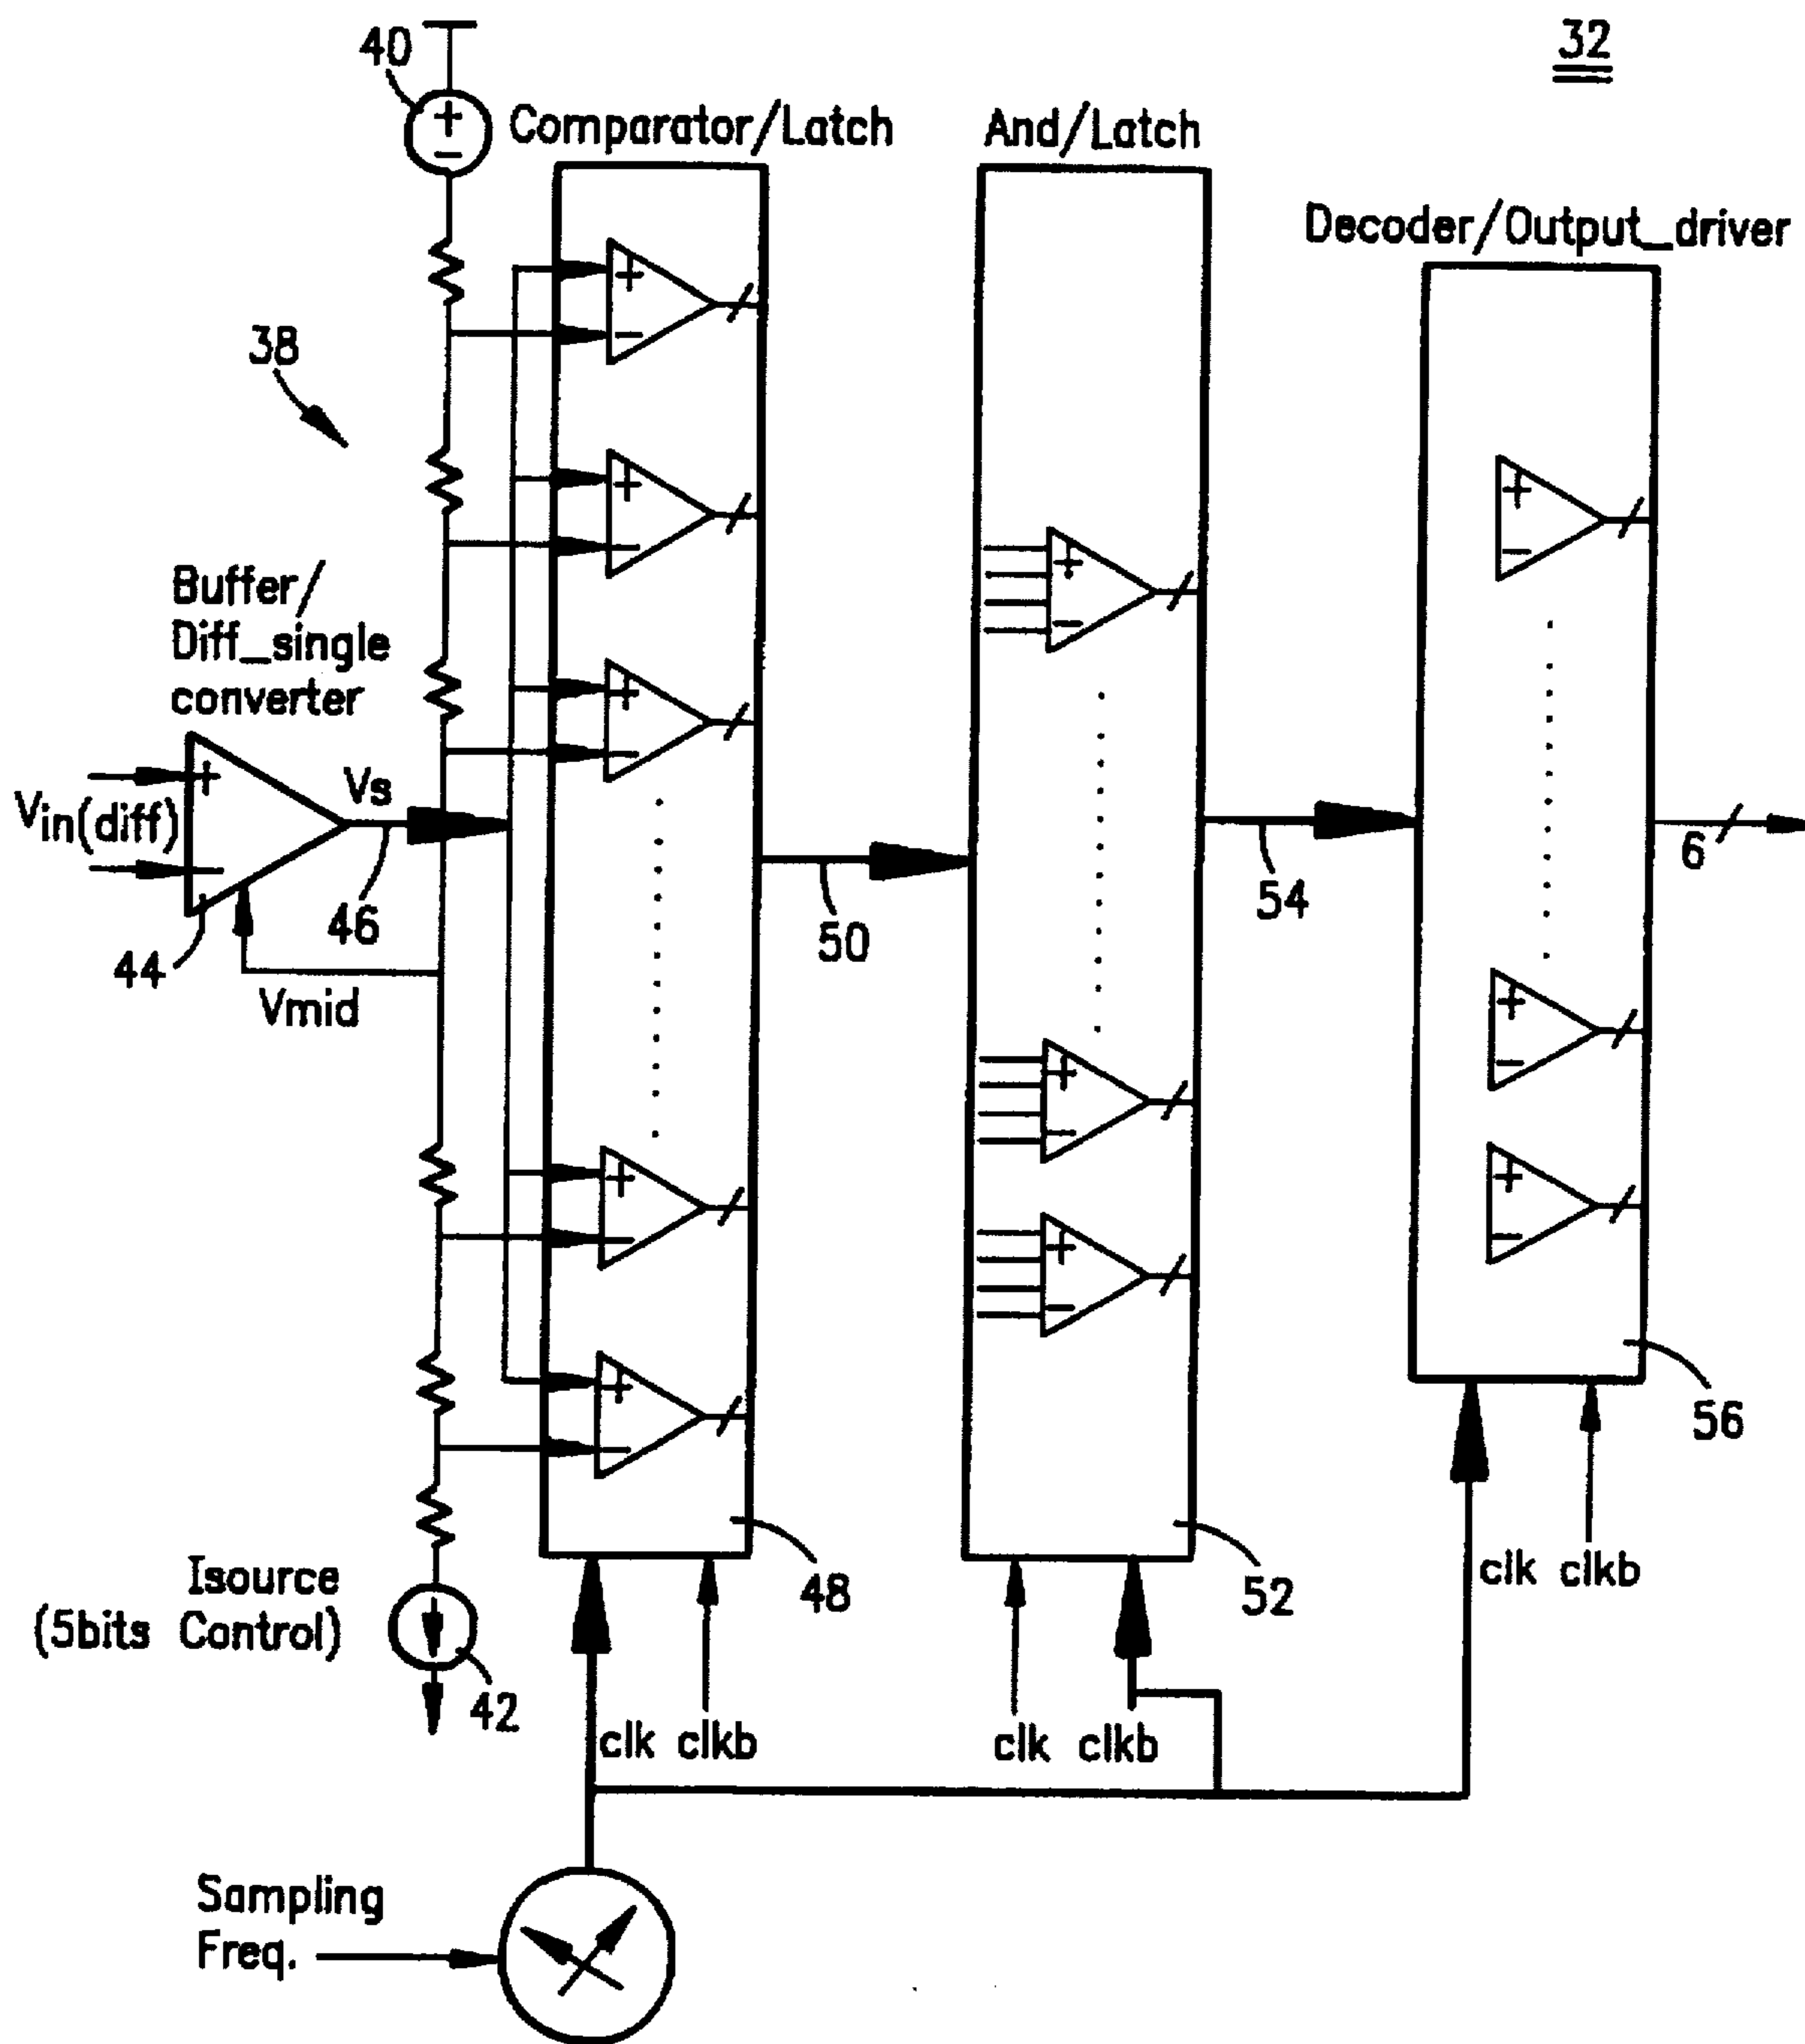 32
40
Comparator/Latch
And/Latch
Decoder/Output_driver
38
Buffer/
Diff_single
converter
Vs
Vin(diff)
46
44
Vmid
50
54
6
56
48
52
Isource
(5bits Control)
42
clk clkb
clk clkb
clk clkb
Sampling
Freq.